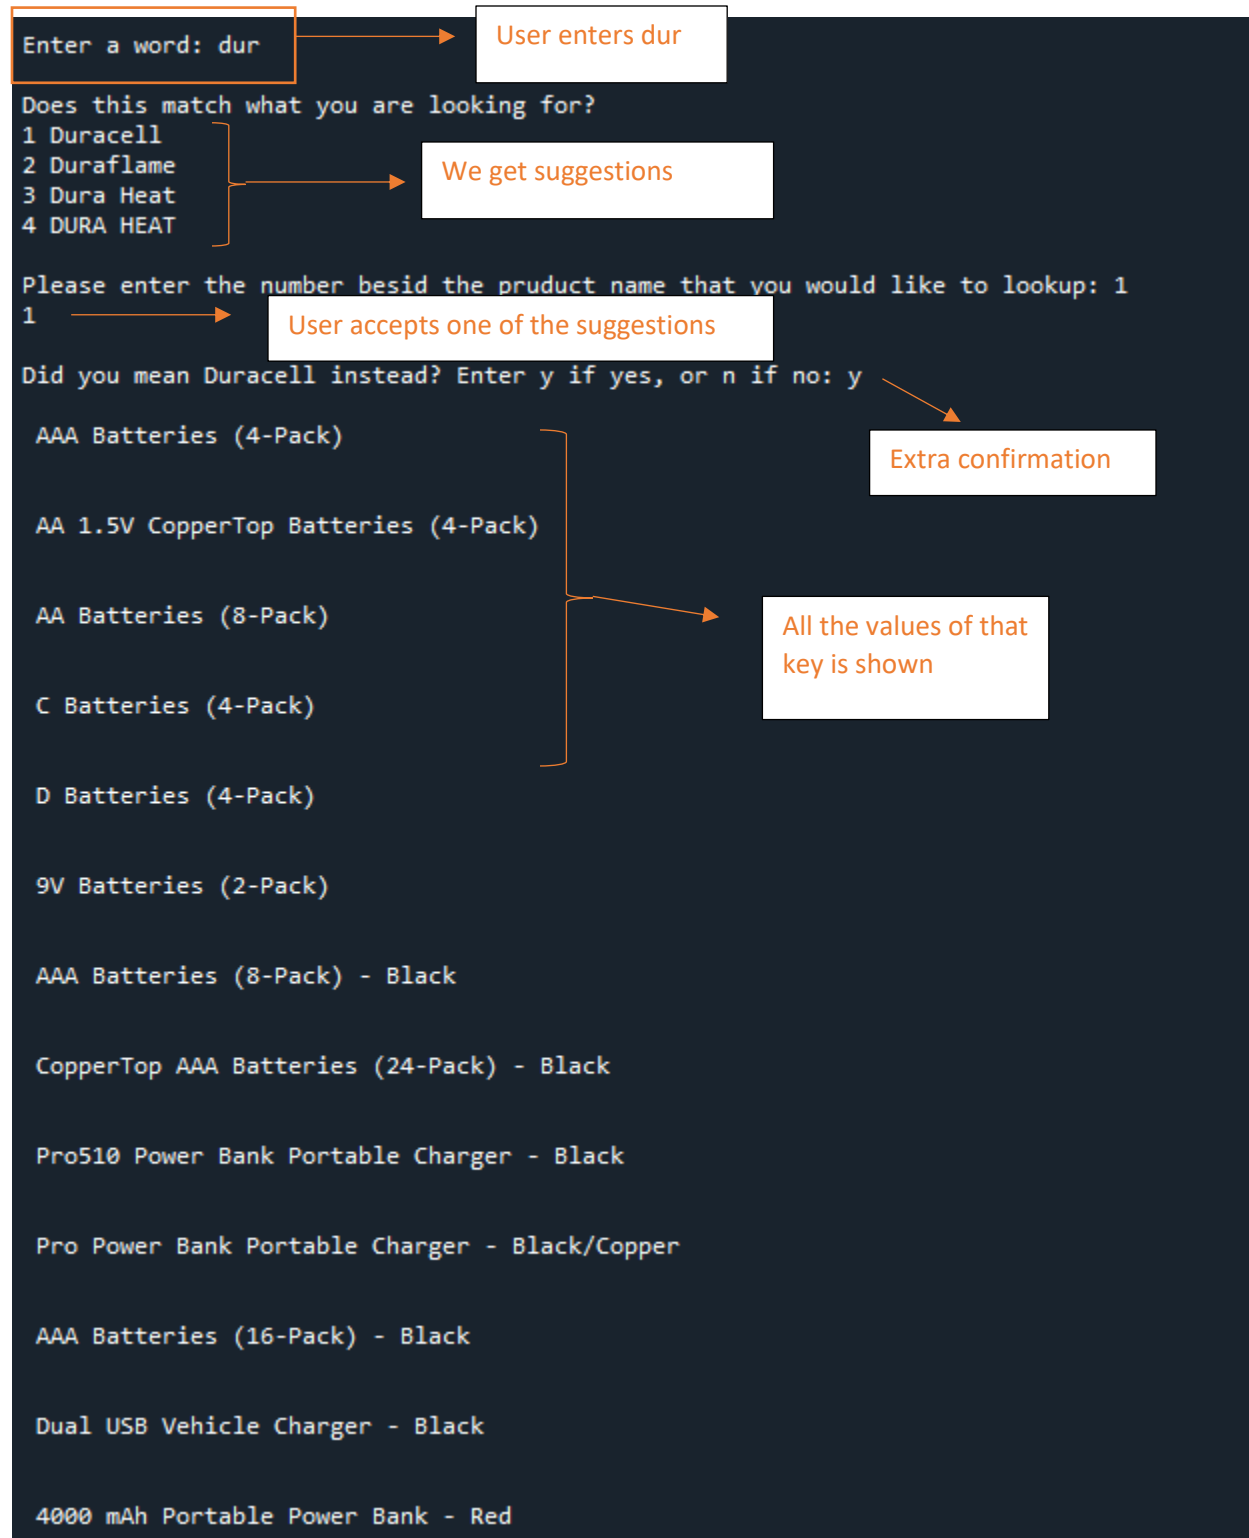 Enter a word: dur
User enters dur
Does this match what you are looking for?
1 Duracell
2 Duraflame
3 Dura Heat
4 DURA HEAT
We get suggestions
Please enter the number besid the pruduct name that you would like to lookup: 1
1
User accepts one of the suggestions
Did you mean Duracell instead? Enter y if yes, or n if no: y
Extra confirmation
AAA Batteries (4-Pack)
AA 1.5V CopperTop Batteries (4-Pack)
AA Batteries (8-Pack)
All the values of that
key is shown
C Batteries (4-Pack)
D Batteries (4-Pack)
9V Batteries (2-Pack)
AAA Batteries (8-Pack) - Black
CopperTop AAA Batteries (24-Pack) - Black
Pro510 Power Bank Portable Charger - Black
Pro Power Bank Portable Charger - Black/Copper
AAA Batteries (16-Pack) - Black
Dual USB Vehicle Charger - Black
4000 mAh Portable Power Bank - Red